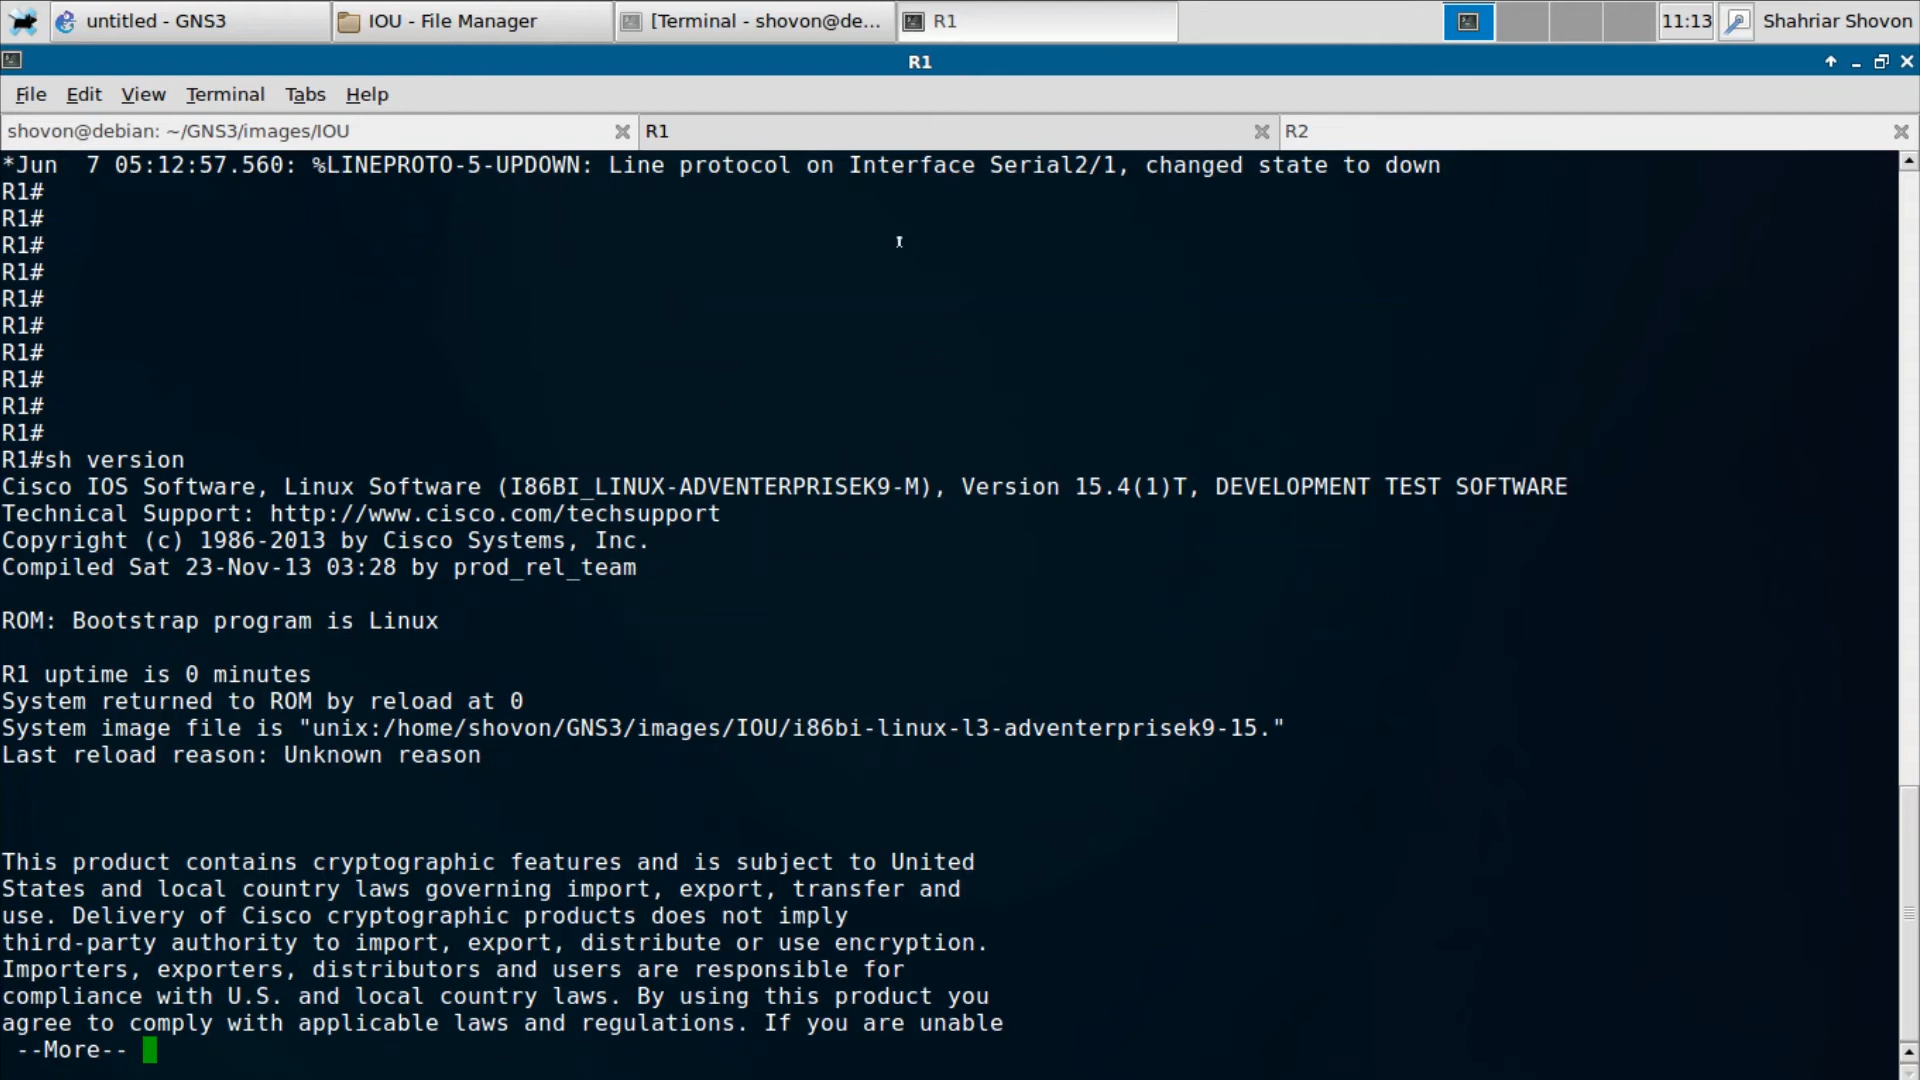 untitled - GNS3
IOU - File Manager
[Terminal - shovon@de...
R1
11:13
Shahriar Shovon
R1
File Edit View Terminal Tabs Help
shovon@debian: ~/GNS3/images/IOU
R1
R2
*Jun  7 05:12:57.560: %LINEPROTO-5-UPDOWN: Line protocol on Interface Serial2/1, changed state to down
R1#
R1#
R1#
R1#
R1#
R1#
R1#
R1#
R1#
R1#
R1#sh version
Cisco IOS Software, Linux Software (I86BI_LINUX-ADVENTERPRISEK9-M), Version 15.4(1)T, DEVELOPMENT TEST SOFTWARE
Technical Support: http://www.cisco.com/techsupport
Copyright (c) 1986-2013 by Cisco Systems, Inc.
Compiled Sat 23-Nov-13 03:28 by prod_rel_team
ROM: Bootstrap program is Linux
R1 uptime is 0 minutes
System returned to ROM by reload at 0
System image file is "unix:/home/shovon/GNS3/images/IOU/i86bi-linux-l3-adventerprisek9-15."
Last reload reason: Unknown reason
This product contains cryptographic features and is subject to United
States and local country laws governing import, export, transfer and
use. Delivery of Cisco cryptographic products does not imply
third-party authority to import, export, distribute or use encryption.
Importers, exporters, distributors and users are responsible for
compliance with U.S. and local country laws. By using this product you
agree to comply with applicable laws and regulations. If you are unable
--More--